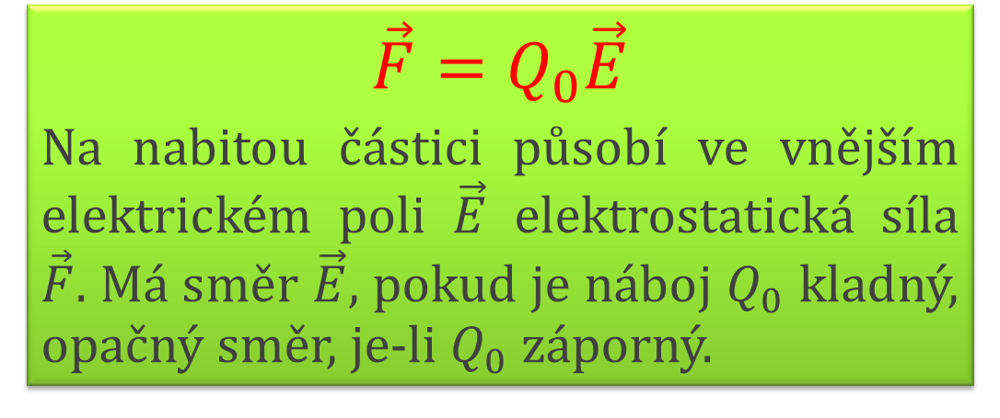 $\vec{F} = Q_0\vec{E}$
Na nabitou částici působí ve vnějším
elektrickém poli $\vec{E}$ elektrostatická síla
$\vec{F}$. Má směr $\vec{E}$, pokud je náboj $Q_0$ kladný,
opačný směr, je-li $Q_0$ záporný.